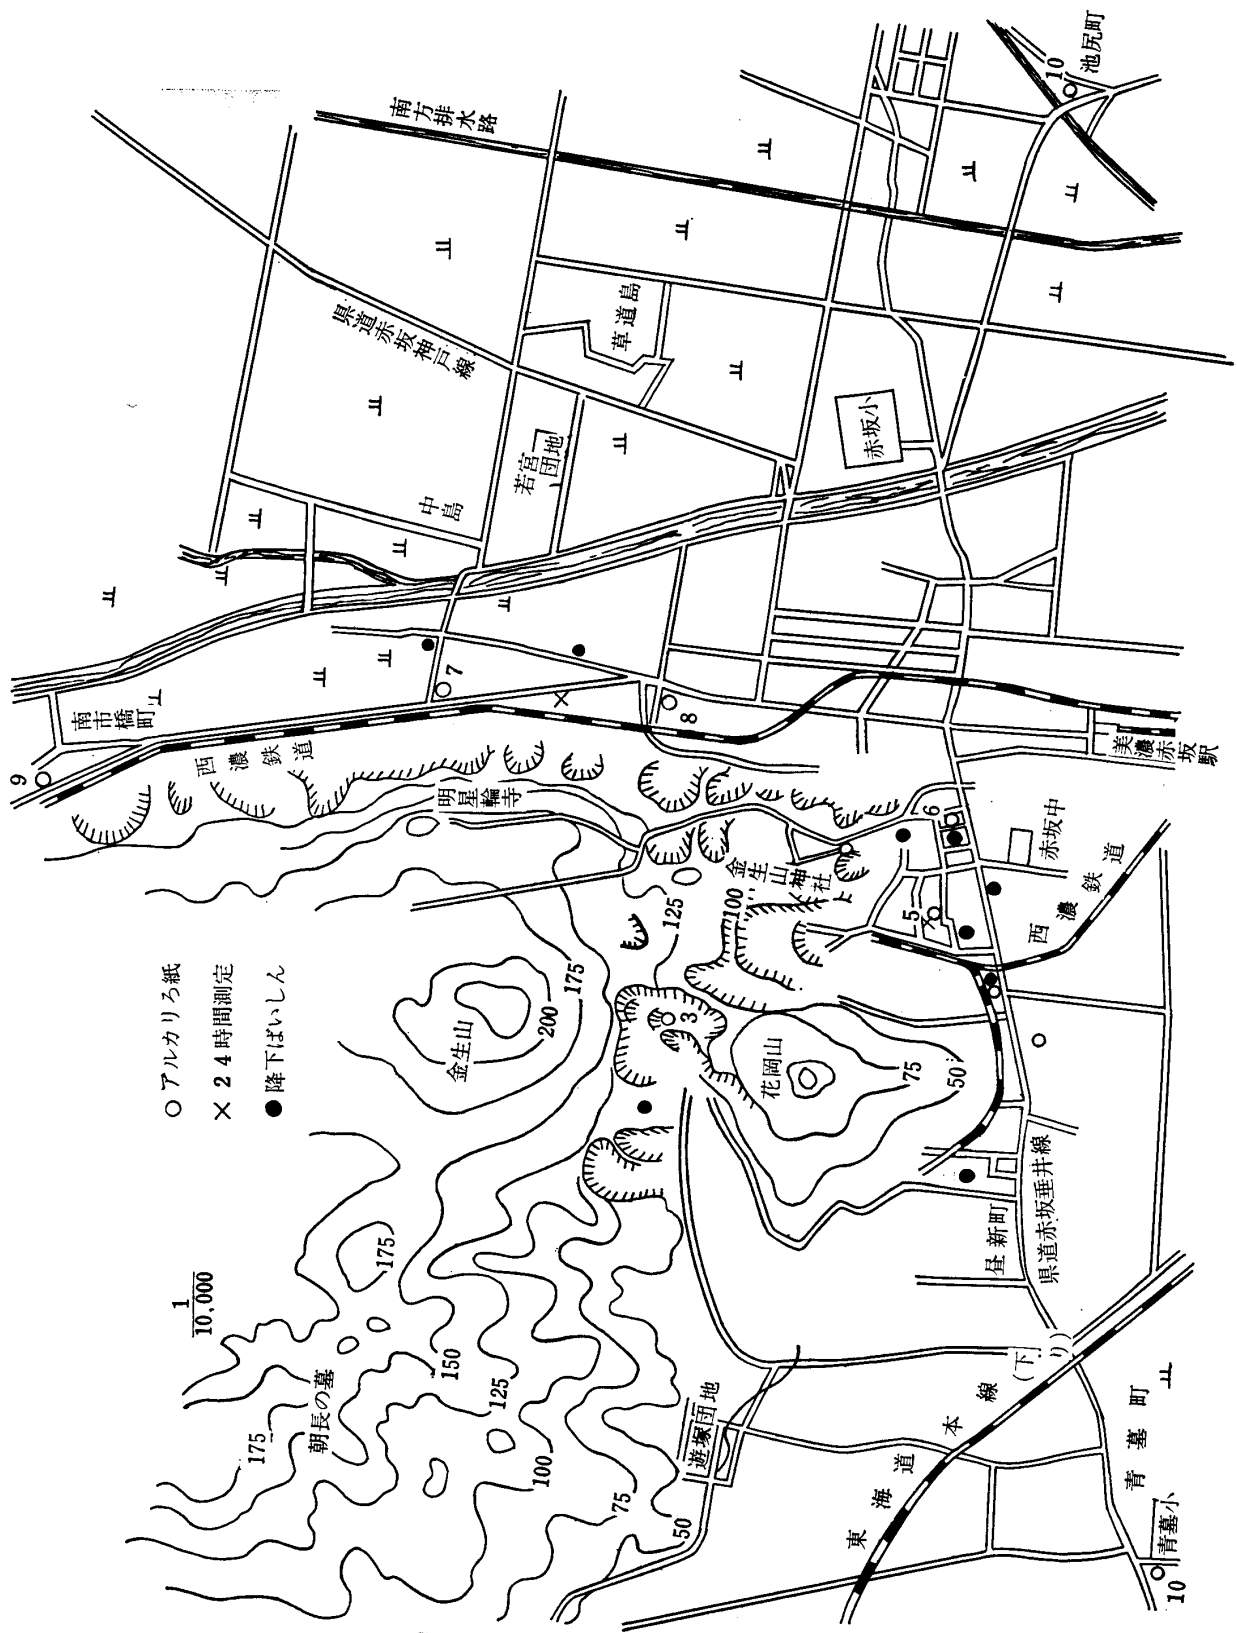 ○ アルカリろ紙
× 24時間測定
● 降下ばいしん
1
10,000
175
朝長の墓
175
150
125
100
75
50
遊塚団地
金生山
200
175
125
100
金生山神社
花岡山
75
50
3
明星輪寺
西濃鉄道
南市橋町
9
7
8
5
6
南方排水路
県道赤坂神戸線
中島
若宮団地
草道島
赤坂小
10
池尻町
美濃赤坂駅
赤坂中
西濃鉄道
昼新町
県道赤坂垂井線
東海道本線(下り)
青墓町
青墓小
10